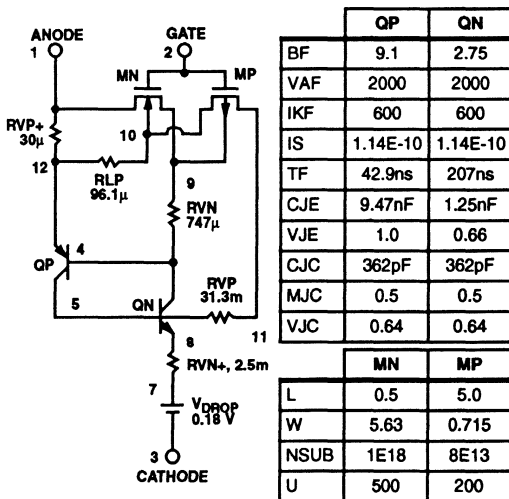 ANODE
1
GATE
2
MN
MP
RVP+
30μ
10
12
RLP
96.1μ
9
RVN
747μ
4
QP
5
QN
RVP
31.3m
11
8
RVN+, 2.5m
7
VDROP
0.18 V
3
CATHODE
QP QN
BF 9.1 2.75
VAF 2000 2000
IKF 600 600
IS 1.14E-10 1.14E-10
TF 42.9ns 207ns
CJE 9.47nF 1.25nF
VJE 1.0 0.66
CJC 362pF 362pF
MJC 0.5 0.5
VJC 0.64 0.64
MN MP
L 0.5 5.0
W 5.63 0.715
NSUB 1E18 8E13
U 500 200